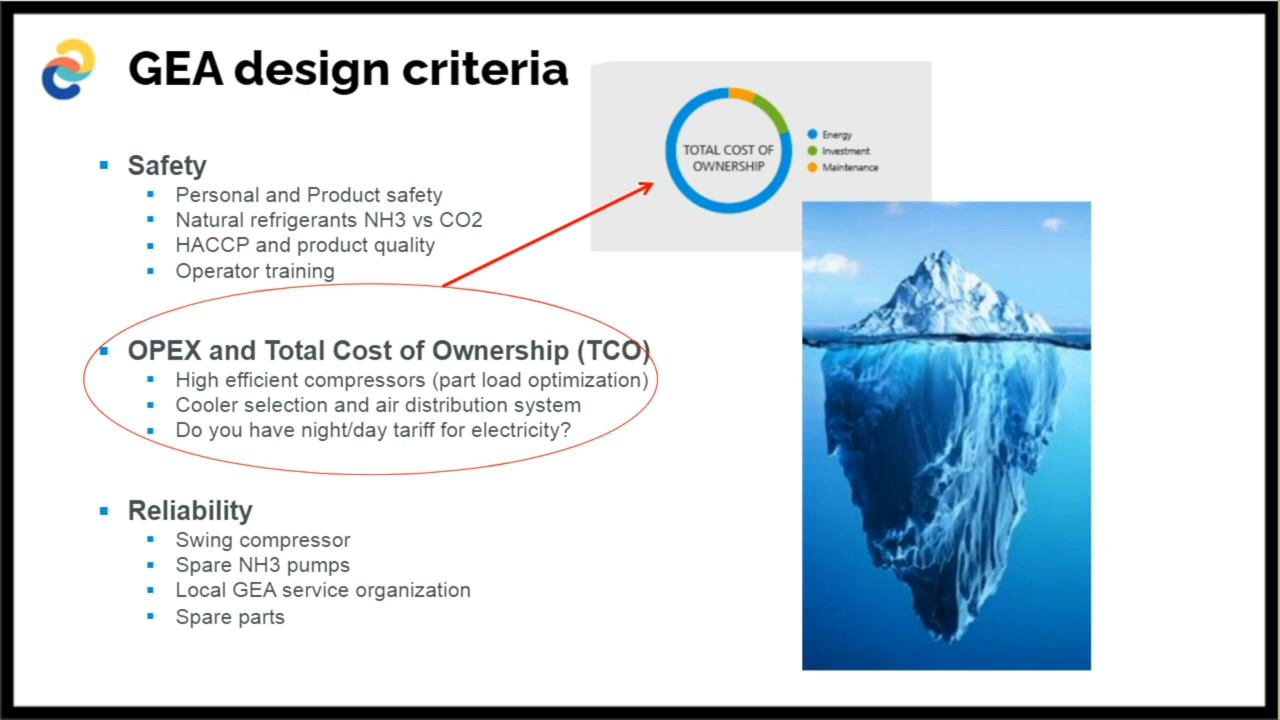 GEA design criteria
Safety
Personal and Product safety
Natural refrigerants NH3 vs CO2
HACCP and product quality
Operator training
OPEX and Total Cost of Ownership (TCO)
High efficient compressors (part load optimization)
Cooler selection and air distribution system
Do you have night/day tariff for electricity?
Reliability
Swing compressor
Spare NH3 pumps
Local GEA service organization
Spare parts
TOTAL COST OF
OWNERSHIP
Energy
Investment
Maintenance